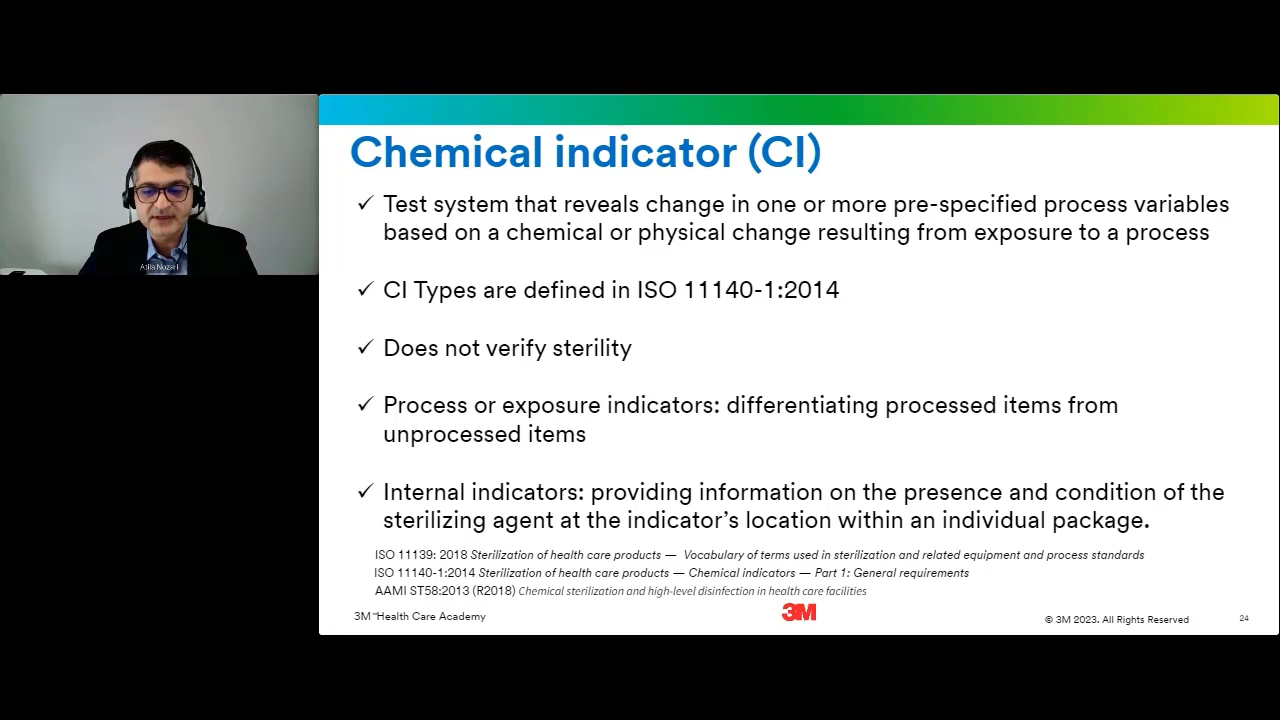 Chemical indicator (CI)
✓ Test system that reveals change in one or more pre-specified process variables
based on a chemical or physical change resulting from exposure to a process
✓ CI Types are defined in ISO 11140-1:2014
✓ Does not verify sterility
✓ Process or exposure indicators: differentiating processed items from
unprocessed items
✓ Internal indicators: providing information on the presence and condition of the
sterilizing agent at the indicator's location within an individual package.
ISO 11139: 2018 Sterilization of health care products — Vocabulary of terms used in sterilization and related equipment and process standards
ISO 11140-1:2014 Sterilization of health care products — Chemical indicators — Part 1: General requirements
AAMI ST58:2013 (R2018) Chemical sterilization and high-level disinfection in health care facilities
3M™Health Care Academy
3M
© 3M 2023. All Rights Reserved
24